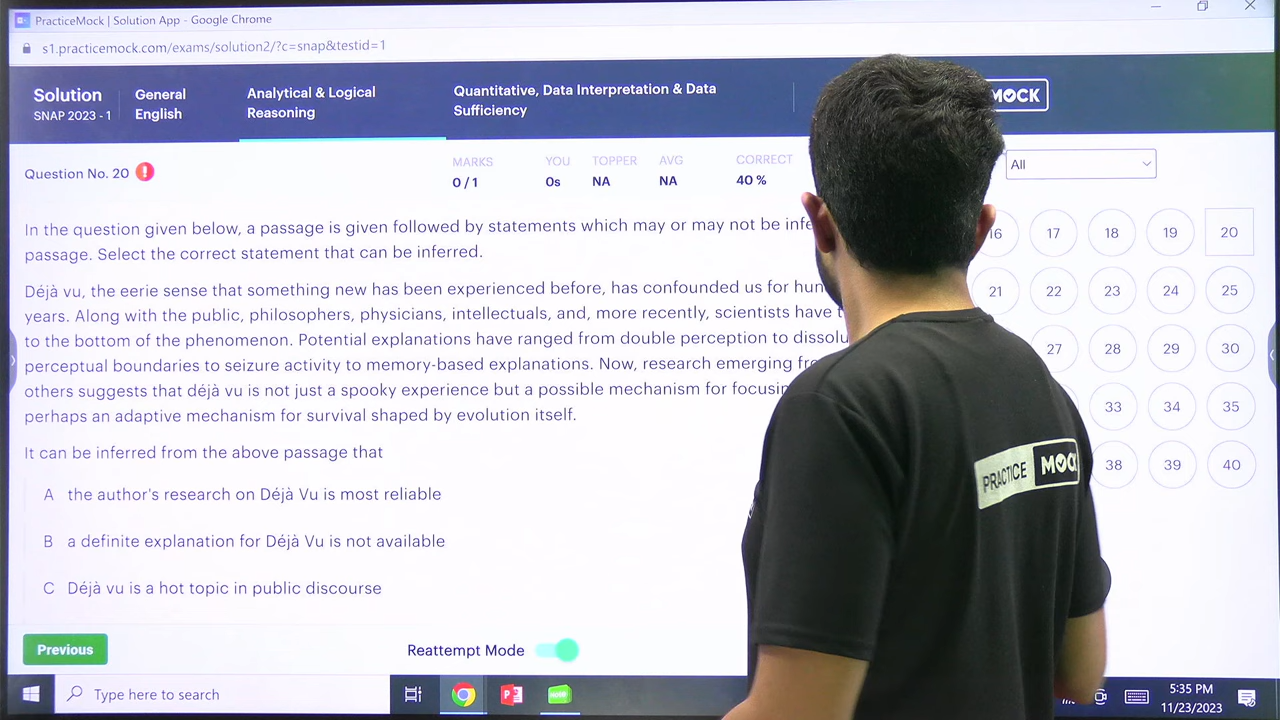 PracticeMock | Solution App - Google Chrome
s1.practicemock.com/exams/solution2/?c=snap&testid=1
Solution
SNAP 2023 - 1
General
English
Analytical & Logical
Reasoning
Quantitative, Data Interpretation & Data
Sufficiency
MOCK
Question No. 20
MARKS
0 / 1
YOU
0s
TOPPER
NA
AVG
NA
CORRECT
40 %
All
In the question given below, a passage is given followed by statements which may or may not be infe
passage. Select the correct statement that can be inferred.
Déjà vu, the eerie sense that something new has been experienced before, has confounded us for hun
years. Along with the public, philosophers, physicians, intellectuals, and, more recently, scientists have t
to the bottom of the phenomenon. Potential explanations have ranged from double perception to dissolu
perceptual boundaries to seizure activity to memory-based explanations. Now, research emerging fr
others suggests that déjà vu is not just a spooky experience but a possible mechanism for focusin
perhaps an adaptive mechanism for survival shaped by evolution itself.
It can be inferred from the above passage that
A the author's research on Déjà Vu is most reliable
B a definite explanation for Déjà Vu is not available
C Déjà vu is a hot topic in public discourse
16 17 18 19 20
21 22 23 24 25
27 28 29 30
33 34 35
38 39 40
PRACTICE MOCK
Previous
Reattempt Mode
Type here to search
5:35 PM
11/23/2023